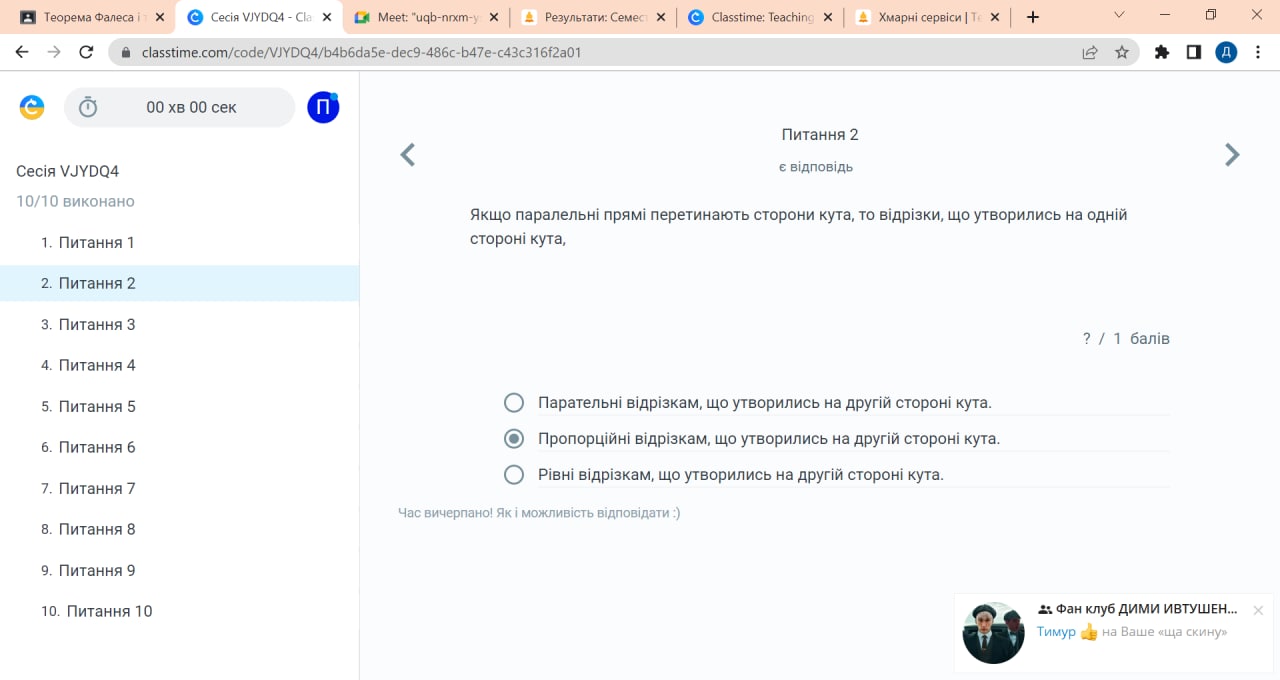 Теорема Фалеса і т
Сесія VJYDQ4 - Cla
Meet: "uqb-nrxm-y
Результати: Семест
Classtime: Teaching
Хмарні сервіси | Те
classtime.com/code/VJYDQ4/b4b6da5e-dec9-486c-b47e-c43c316f2a01
Д
00 хв 00 сек
П
Сесія VJYDQ4
10/10 виконано
1. Питання 1
2. Питання 2
3. Питання 3
4. Питання 4
5. Питання 5
6. Питання 6
7. Питання 7
8. Питання 8
9. Питання 9
10. Питання 10
Питання 2
є відповідь
Якщо паралельні прямі перетинають сторони кута, то відрізки, що утворились на одній
стороні кута,
? / 1 балів
Парательні відрізкам, що утворились на другій стороні кута.
Пропорційні відрізкам, що утворились на другій стороні кута.
Рівні відрізкам, що утворились на другій стороні кута.
Час вичерпано! Як і можливість відповідати :)
Фан клуб ДИМИ ИВТУШЕН...
Тимур 👍 на Ваше «ща скину»